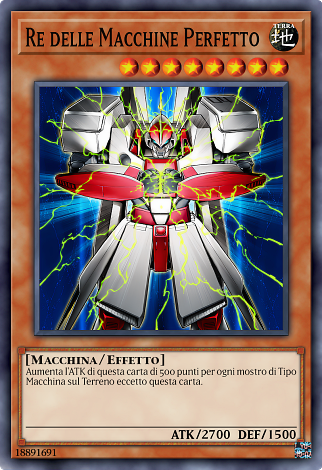 Re delle Macchine Perfetto
TERRA
地
[Macchina/Effetto]
Aumenta l'ATK di questa carta di 500 punti per ogni mostro di Tipo
Macchina sul Terreno eccetto questa carta.
ATK/2700 DEF/1500
18891691